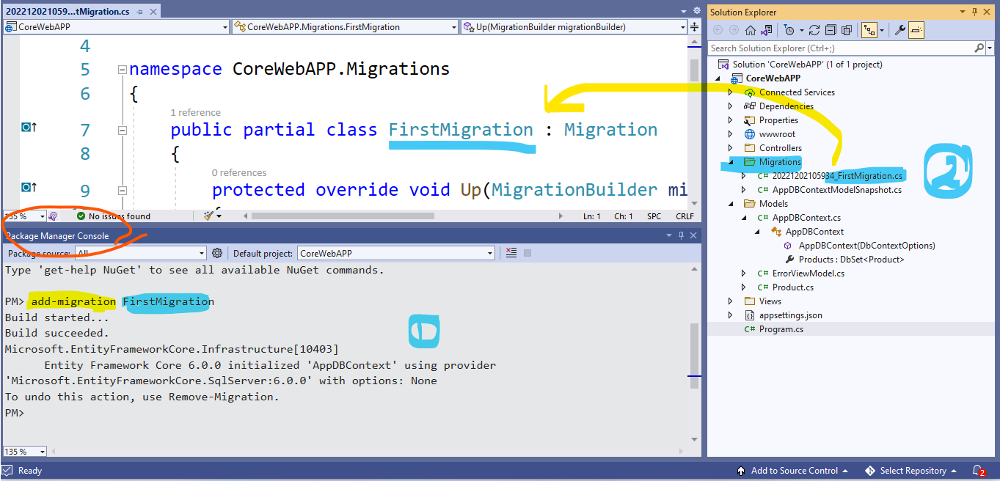 202212021059...tMigration.cs
CoreWebAPP
CoreWebAPP.Migrations.FirstMigration
Up(MigrationBuilder migrationBuilder)
4
5 namespace CoreWebAPP.Migrations
6 {
1 reference
7 public partial class FirstMigration : Migration
8 {
0 references
9 protected override void Up(MigrationBuilder mi
135 % No issues found Ln: 1 Ch: 1 SPC CRLF
Package Manager Console
Package source: All Default project: CoreWebAPP
Type 'get-help NuGet' to see all available NuGet commands.
PM> add-migration FirstMigration
Build started...
Build succeeded.
Microsoft.EntityFrameworkCore.Infrastructure[10403]
Entity Framework Core 6.0.0 initialized 'AppDBContext' using provider
'Microsoft.EntityFrameworkCore.SqlServer:6.0.0' with options: None
To undo this action, use Remove-Migration.
PM>
1
135 %
Solution Explorer
Search Solution Explorer (Ctrl+;)
Solution 'CoreWebAPP' (1 of 1 project)
CoreWebAPP
Connected Services
Dependencies
Properties
wwwroot
Controllers
Migrations
20221202105934_FirstMigration.cs
C# AppDBContextModelSnapshot.cs
2
Models
C# AppDBContext.cs
AppDBContext
AppDBContext(DbContextOptions)
Products : DbSet<Product>
C# ErrorViewModel.cs
C# Product.cs
Views
appsettings.json
C# Program.cs
Ready Add to Source Control Select Repository 2